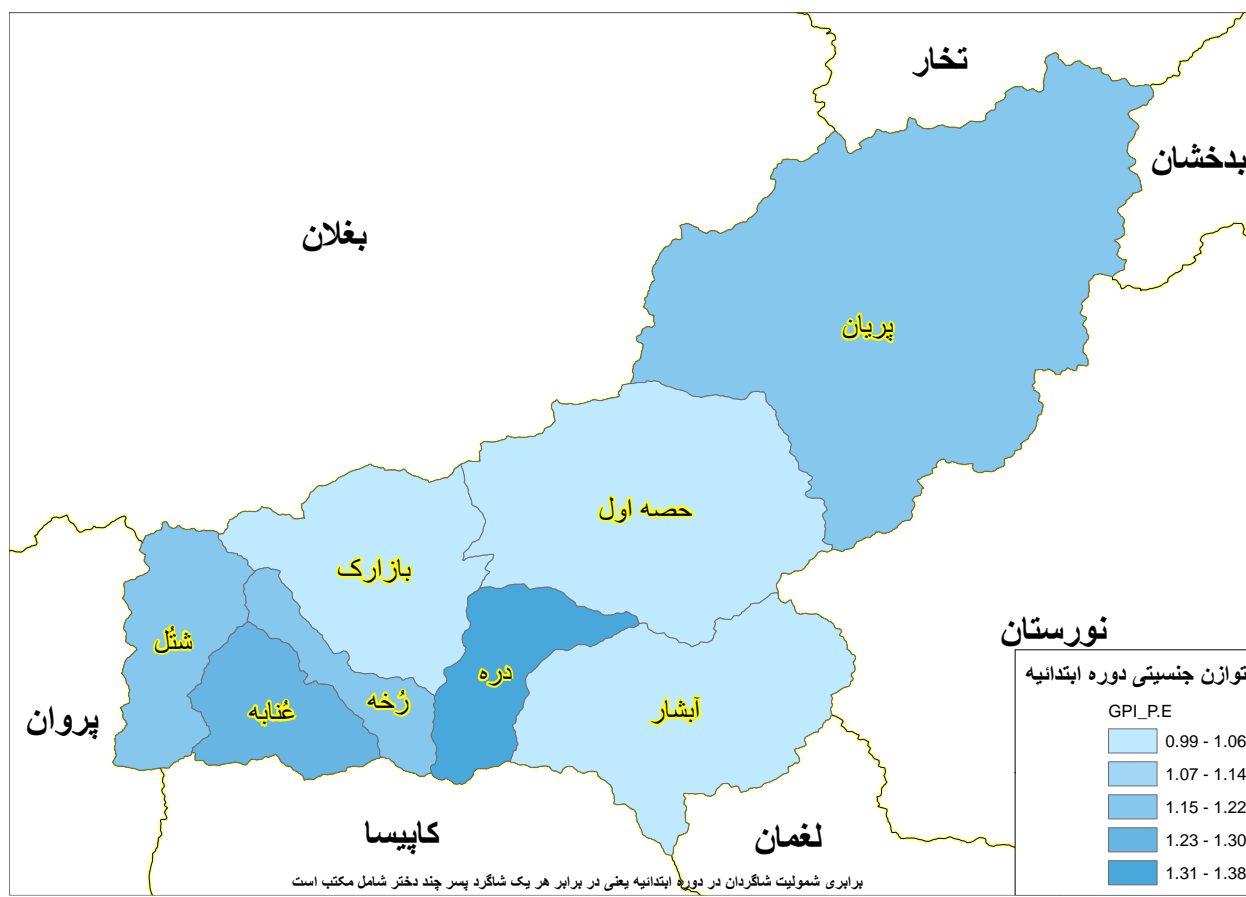 تخار
بدخشان
بغلان
پریان
حصه اول
بازارک
نورستان
شتُل
دره
رُخه
عُنابه
آبشار
پروان
کاپیسا
لغمان
توازن جنسیتی دوره ابتدائیه
GPI_P.E
0.99 - 1.06
1.07 - 1.14
1.15 - 1.22
1.23 - 1.30
1.31 - 1.38
برابری شمولیت شاگردان در دوره ابتدائیه یعنی در برابر هر یک شاگرد پسر چند دختر شامل مکتب است